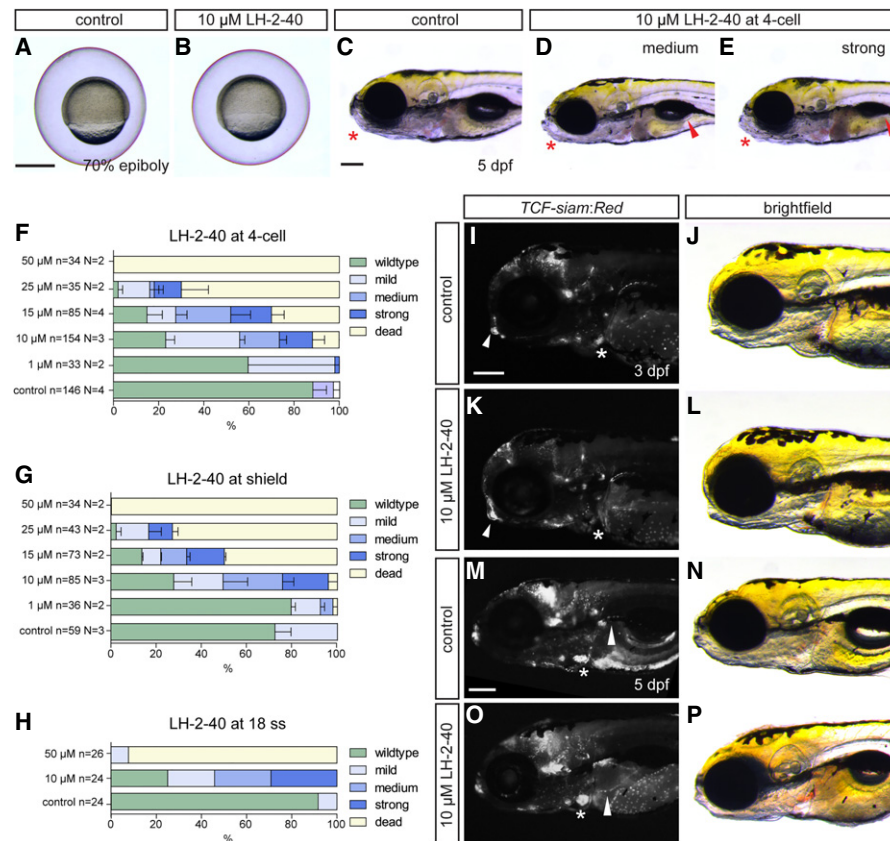 control
10 µM LH-2-40
control
10 µM LH-2-40 at 4-cell
A
B
C
D
medium
E
strong
70% epiboly
*
5 dpf
*
*
F
LH-2-40 at 4-cell
50 µM n=34 N=2
25 µM n=35 N=2
15 µM n=85 N=4
10 µM n=154 N=3
1 µM n=33 N=2
control n=146 N=4
0 20 40 60 80 100
%
wildtype
mild
medium
strong
dead
G
LH-2-40 at shield
50 µM n=34 N=2
25 µM n=43 N=2
15 µM n=73 N=2
10 µM n=85 N=3
1 µM n=36 N=2
control n=59 N=3
0 20 40 60 80 100
%
wildtype
mild
medium
strong
dead
H
LH-2-40 at 18 ss
50 µM n=26
10 µM n=24
control n=24
0 20 40 60 80 100
%
wildtype
mild
medium
strong
dead
TCF-siam:Red
brightfield
control
I
*
3 dpf
J
10 µM LH-2-40
K
*
L
control
M
*
5 dpf
N
10 µM LH-2-40
O
*
P